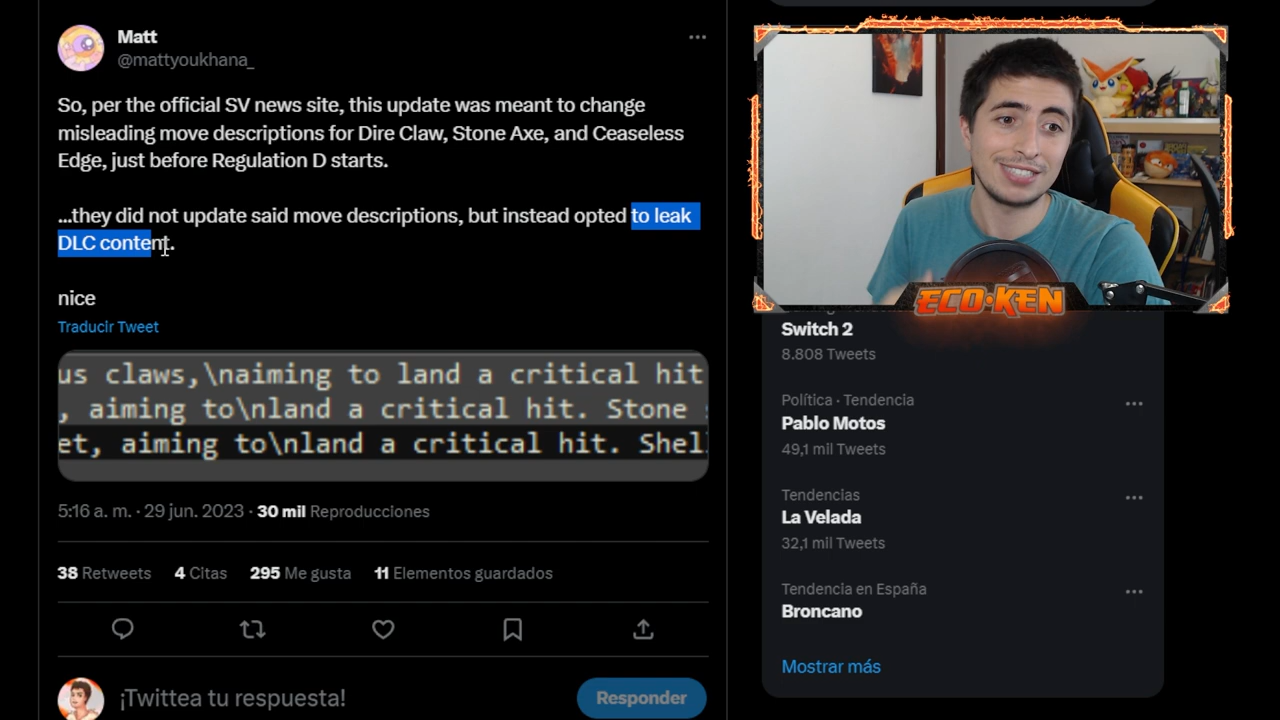 Matt
@mattyoukhana_
So, per the official SV news site, this update was meant to change
misleading move descriptions for Dire Claw, Stone Axe, and Ceaseless
Edge, just before Regulation D starts.
...they did not update said move descriptions, but instead opted to leak
DLC content.
nice
Traducir Tweet
us claws,\naiming to land a critical hit
, aiming to\nland a critical hit. Stone
et, aiming to\nland a critical hit. Shel
5:16 a. m. · 29 jun. 2023 · 30 mil Reproducciones
38 Retweets 4 Citas 295 Me gusta 11 Elementos guardados
¡Twittea tu respuesta!
Responder
ECO·KEN
Switch 2
8.808 Tweets
Política · Tendencia
Pablo Motos
49,1 mil Tweets
Tendencias
La Velada
32,1 mil Tweets
Tendencia en España
Broncano
Mostrar más